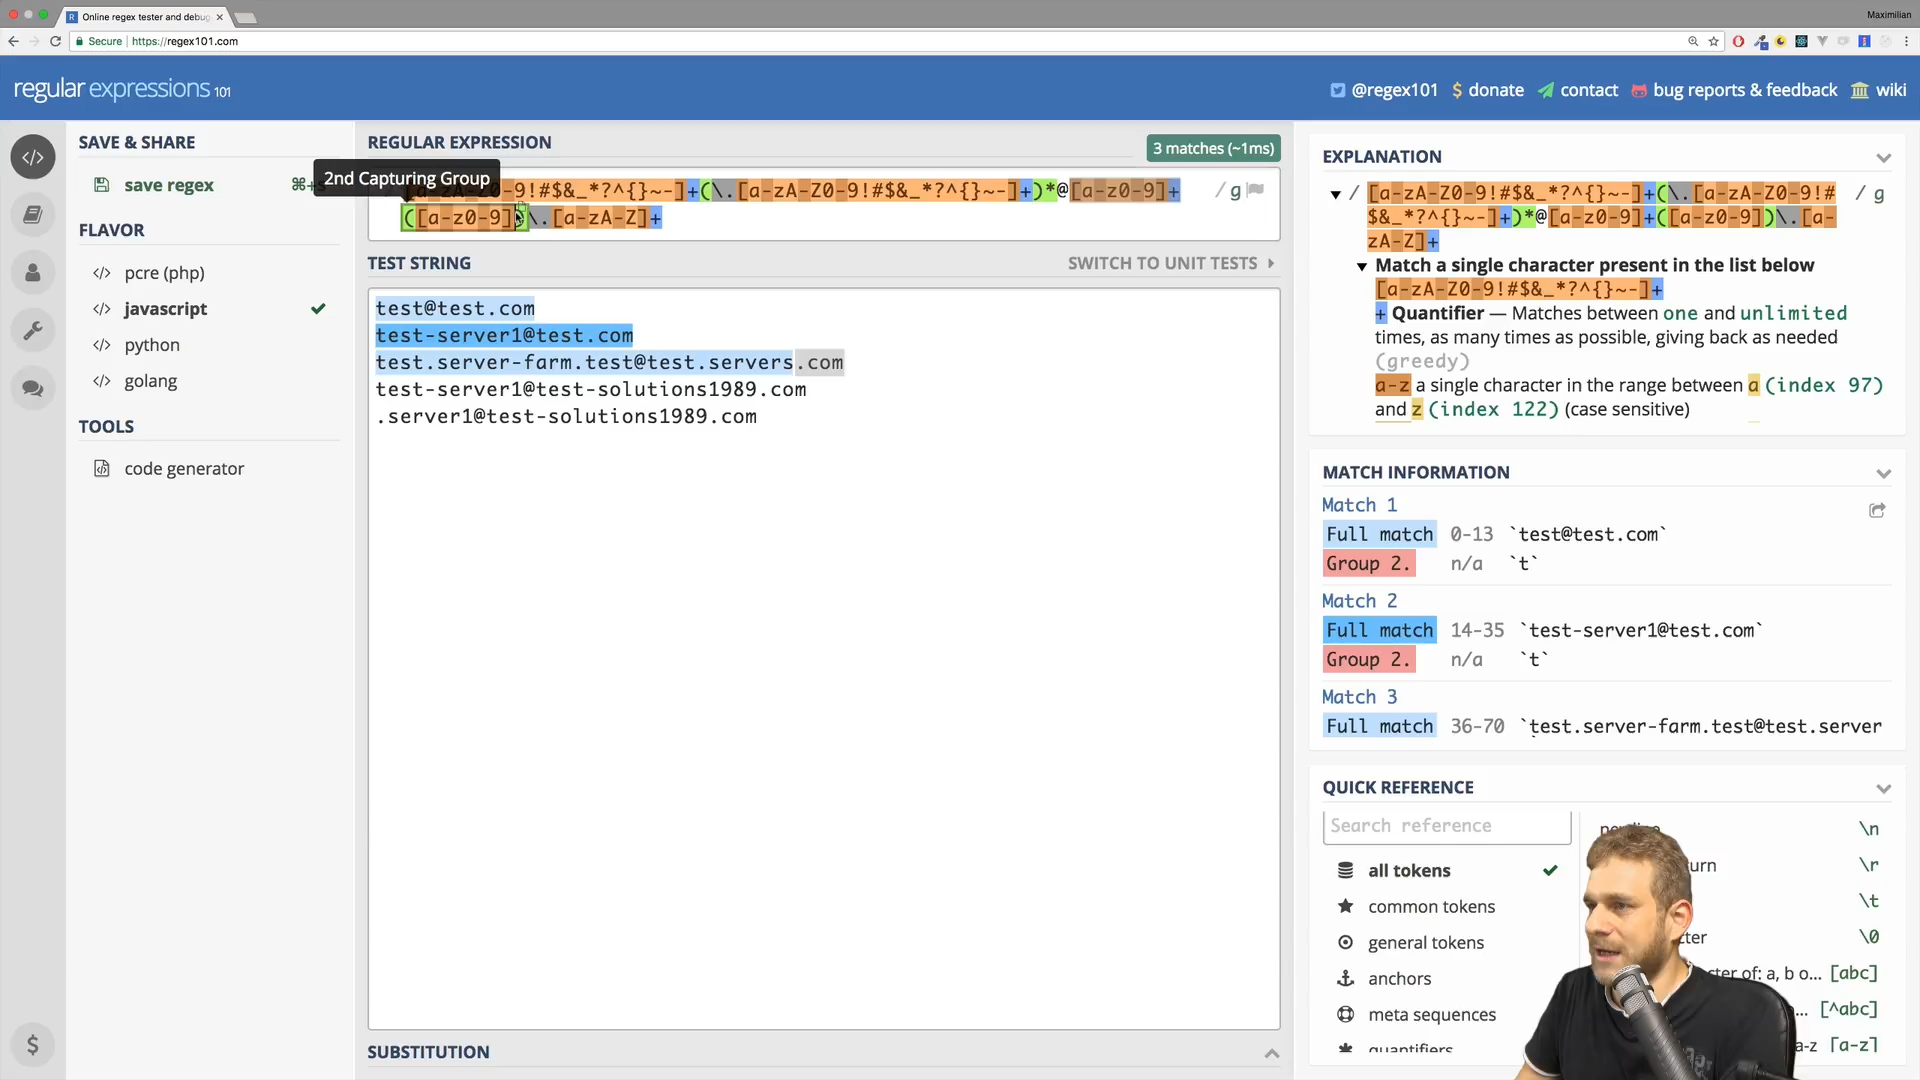 Online regex tester and debug
Maximilian
Secure https://regex101.com
regular expressions 101
@regex101
$ donate
contact
bug reports & feedback
wiki
SAVE & SHARE
save regex
FLAVOR
</> pcre (php)
</> javascript
</> python
</> golang
TOOLS
code generator
$
REGULAR EXPRESSION
3 matches (~1ms)
2nd Capturing Group
-9!#$&_*?^{}~-]+(\.[a-zA-Z0-9!#$&_*?^{}~-]+)*@[a-z0-9]+
/ g
([a-z0-9])\.[a-zA-Z]+
TEST STRING
SWITCH TO UNIT TESTS
test@test.com
test-server1@test.com
test.server-farm.test@test.servers.com
test-server1@test-solutions1989.com
.server1@test-solutions1989.com
SUBSTITUTION
EXPLANATION
/ [a-zA-Z0-9!#$&_*?^{}~-]+(\.[a-zA-Z0-9!# / g
$&_*?^{}~-]+)*@[a-z0-9]+([a-z0-9])\.[a-
zA-Z]+
Match a single character present in the list below
[a-zA-Z0-9!#$&_*?^{}~-]+
+ Quantifier — Matches between one and unlimited
times, as many times as possible, giving back as needed
(greedy)
a-z a single character in the range between a (index 97)
and z (index 122) (case sensitive)
MATCH INFORMATION
Match 1
Full match 0-13 `test@test.com`
Group 2. n/a `t`
Match 2
Full match 14-35 `test-server1@test.com`
Group 2. n/a `t`
Match 3
Full match 36-70 `test.server-farm.test@test.server
QUICK REFERENCE
Search reference
\n
all tokens
\r
common tokens
\t
general tokens
\0
anchors
a, b o... [abc]
meta sequences
... [^abc]
quantifiers
a-z [a-z]